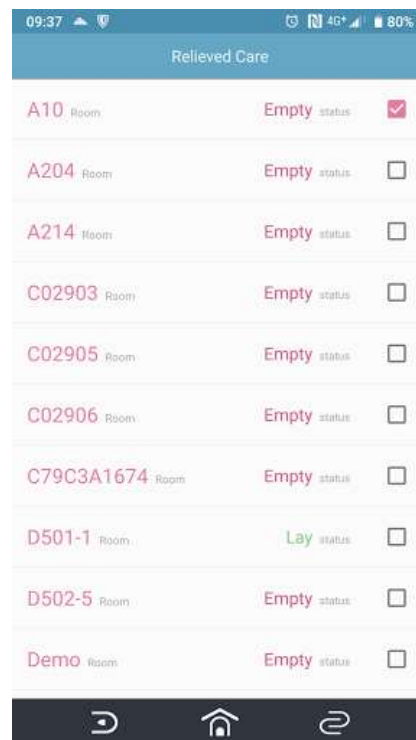 09:37 4G+ 80%
Relieved Care
A10 Room Empty status
A204 Room Empty status
A214 Room Empty status
C02903 Room Empty status
C02905 Room Empty status
C02906 Room Empty status
C79C3A1674 Room Empty status
D501-1 Room Lay status
D502-5 Room Empty status
Demo Room Empty status